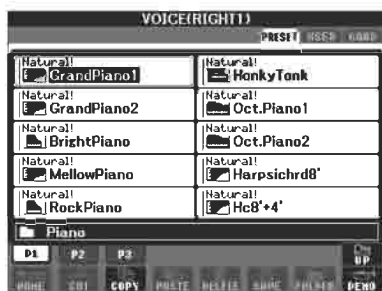 VOICE(RIGHT1)
PRESET USER CARD
Natural! Natural!
GrandPiano1 HonkyTonk
Natural! Natural!
GrandPiano2 Oct.Piano1
Natural! Natural!
BrightPiano Oct.Piano2
Natural! Natural!
MellowPiano Harpsichrd8'
Natural! Natural!
RockPiano Hc8'+4'
Piano
P1 P2 P3 UP
NAME CUT COPY PASTE DELETE SAVE FOLDER DEMO